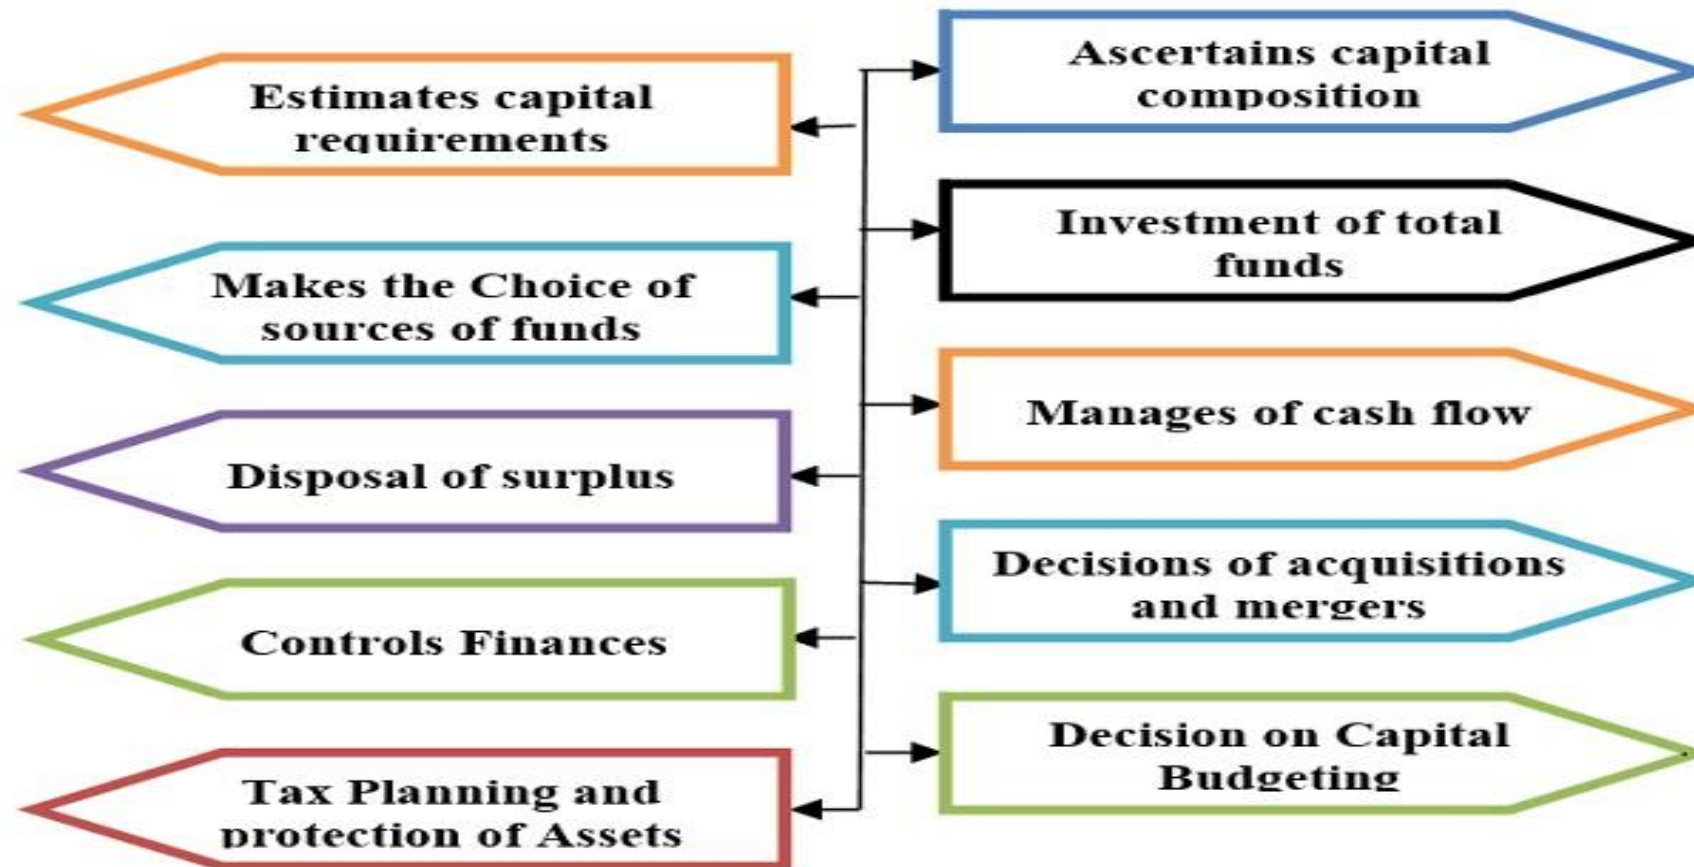 Estimates capital
requirements
Makes the Choice of
sources of funds
Disposal of surplus
Controls Finances
Tax Planning and
protection of Assets
Ascertains capital
composition
Investment of total
funds
Manages of cash flow
Decisions of acquisitions
and mergers
Decision on Capital
Budgeting